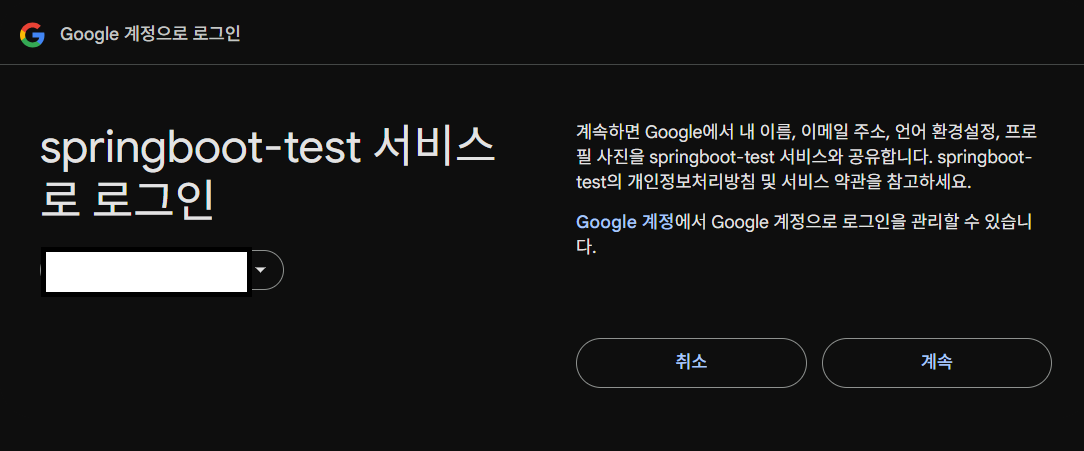 Google 계정으로 로그인
springboot-test 서비스
로 로그인
계속하면 Google에서 내 이름, 이메일 주소, 언어 환경설정, 프로
필 사진을 springboot-test 서비스와 공유합니다. springboot-
test의 개인정보처리방침 및 서비스 약관을 참고하세요.
Google 계정에서 Google 계정으로 로그인을 관리할 수 있습니
다.
취소
계속